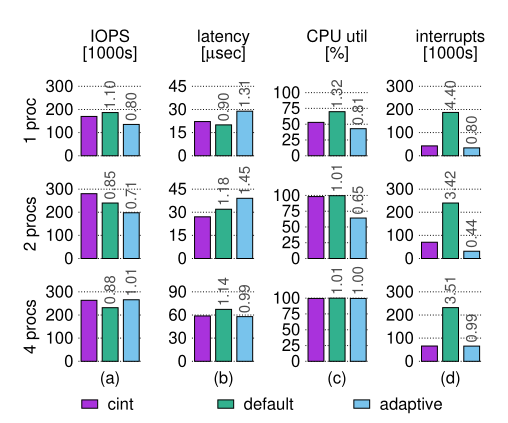 IOPS latency CPU util interrupts
[1000s] [μsec] [%] [1000s]
1 proc
300 200 100 0 1.10 0.80
45 30 15 0 0.90 1.31
100 75 50 25 0 1.32 0.81
300 200 100 0 4.40 0.80
2 procs
300 200 100 0 0.85 0.71
45 30 15 0 1.18 1.45
100 75 50 25 0 1.01 0.65
300 200 100 0 3.42 0.44
4 procs
300 200 100 0 0.88 1.01
90 60 30 0 1.14 0.99
100 75 50 25 0 1.01 1.00
300 200 100 0 3.51 0.99
(a) (b) (c) (d)
cint default adaptive